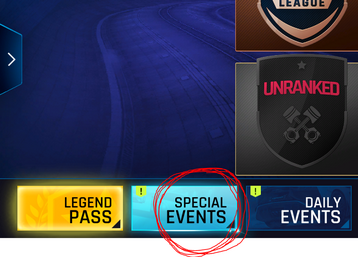 LEAGUE
UNRANKED
LEGEND
PASS
!
SPECIAL
EVENTS
!
DAILY
EVENTS